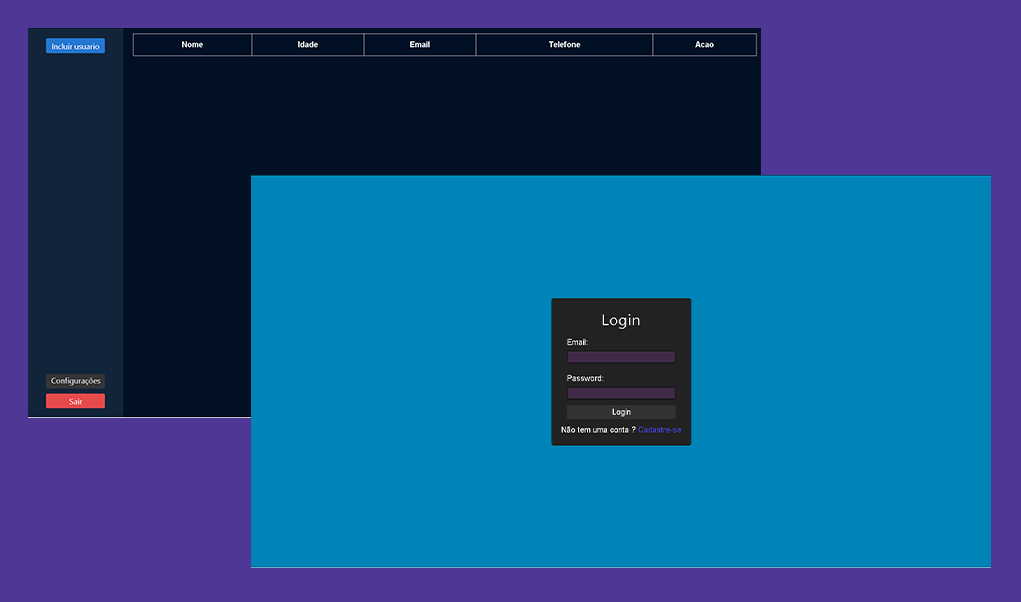 Incluir usuario
Nome Idade Email Telefone Acao
Configurações
Sair
Login
Email:
Password:
Login
Não tem uma conta ? Cadastre-se